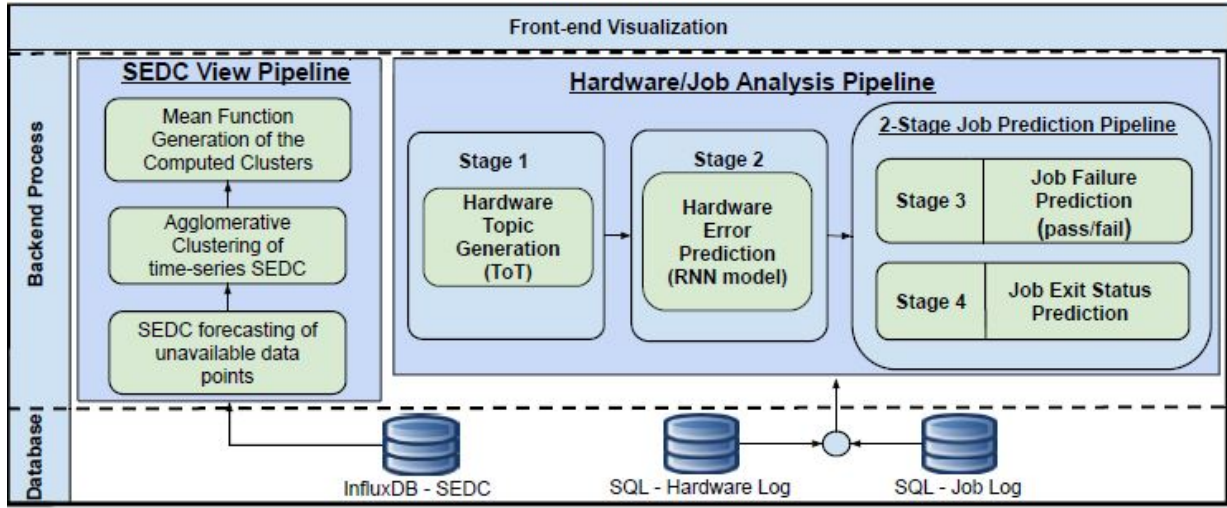 Front-end Visualization
Backend Process
SEDC View Pipeline
Mean Function
Generation of the
Computed Clusters
Agglomerative
Clustering of
time-series SEDC
SEDC forecasting of
unavailable data
points
Hardware/Job Analysis Pipeline
Stage 1
Hardware
Topic
Generation
(ToT)
Stage 2
Hardware
Error
Prediction
(RNN model)
2-Stage Job Prediction Pipeline
Stage 3
Job Failure
Prediction
(pass/fail)
Stage 4
Job Exit Status
Prediction
Database
InfluxDB - SEDC
SQL - Hardware Log
SQL - Job Log